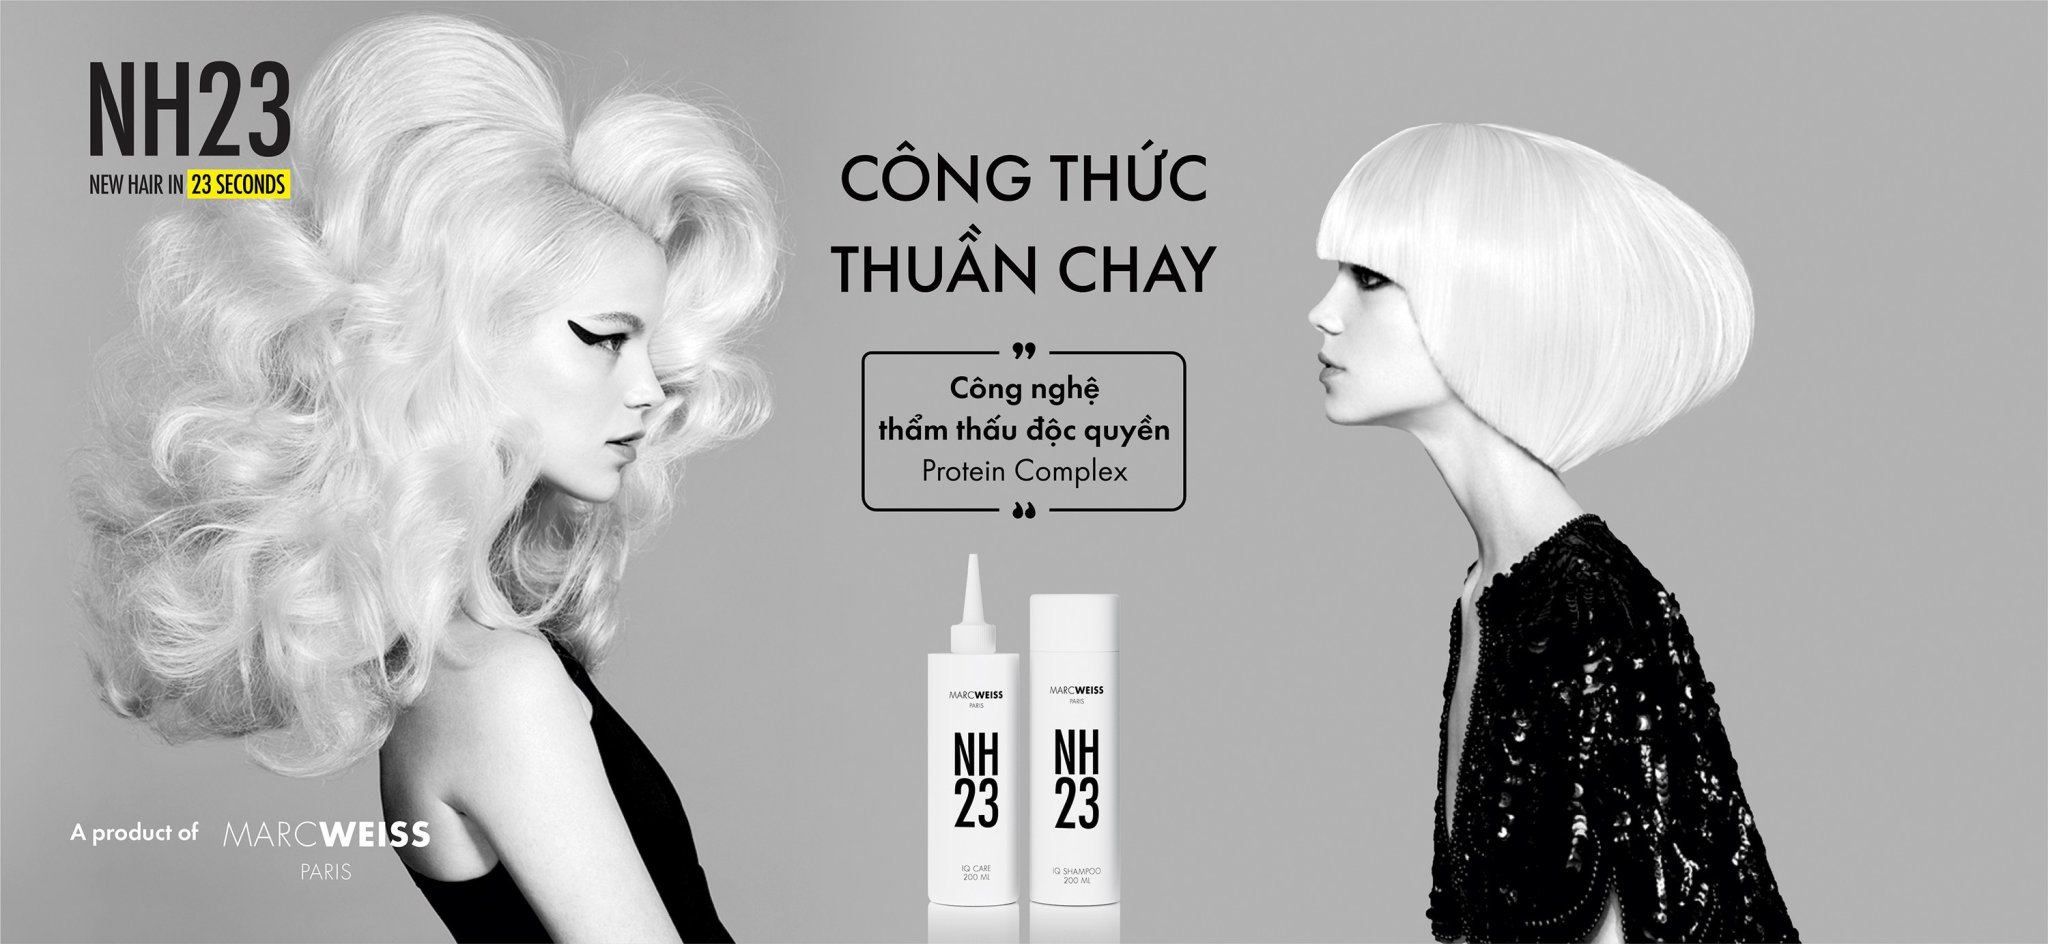 NH23
NEW HAIR IN 23 SECONDS
CÔNG THỨC
THUẦN CHAY
Công nghệ
thẩm thấu độc quyền
Protein Complex
MARCWEISS
PARIS
NH
23
IQ CARE
200 ML
MARCWEISS
PARIS
NH
23
IQ SHAMPOO
200 ML
A product of MARCWEISS
PARIS